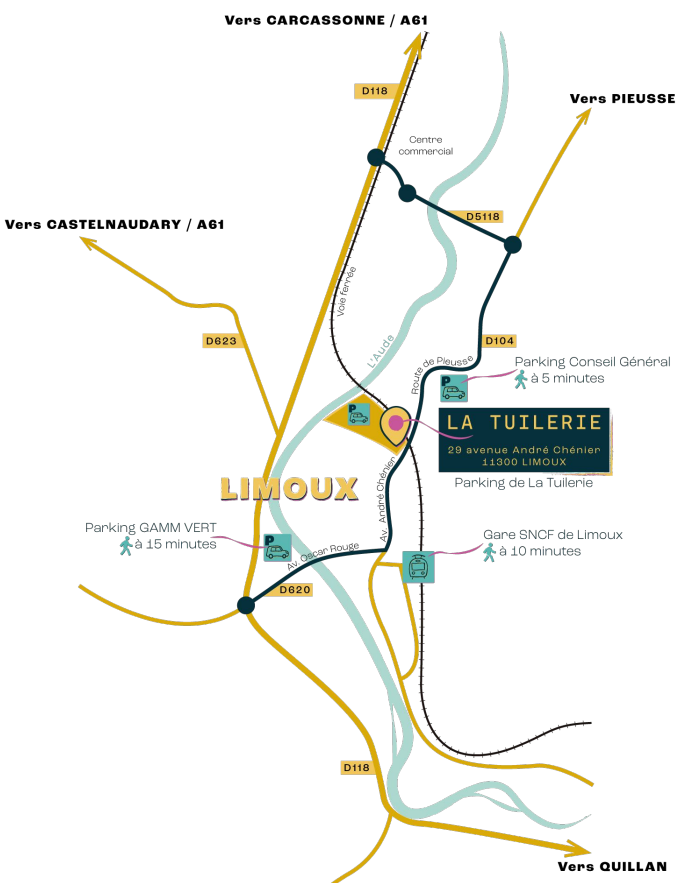 Vers CARCASSONNE / A61
D118
Vers PIEUSSE
Centre
commercial
D5118
Vers CASTELNAUDARY / A61
Voie ferrée
D623
D104
L'Aude
Route de Pieusse
Parking Conseil Général
à 5 minutes
P
P
LA TUILERIE
29 avenue André Chénier
11300 LIMOUX
Parking de La Tuilerie
Av. André Chénier
LIMOUX
Parking GAMM VERT
à 15 minutes
P
Av. Oscar Rouge
Gare SNCF de Limoux
à 10 minutes
D620
D118
Vers QUILLAN